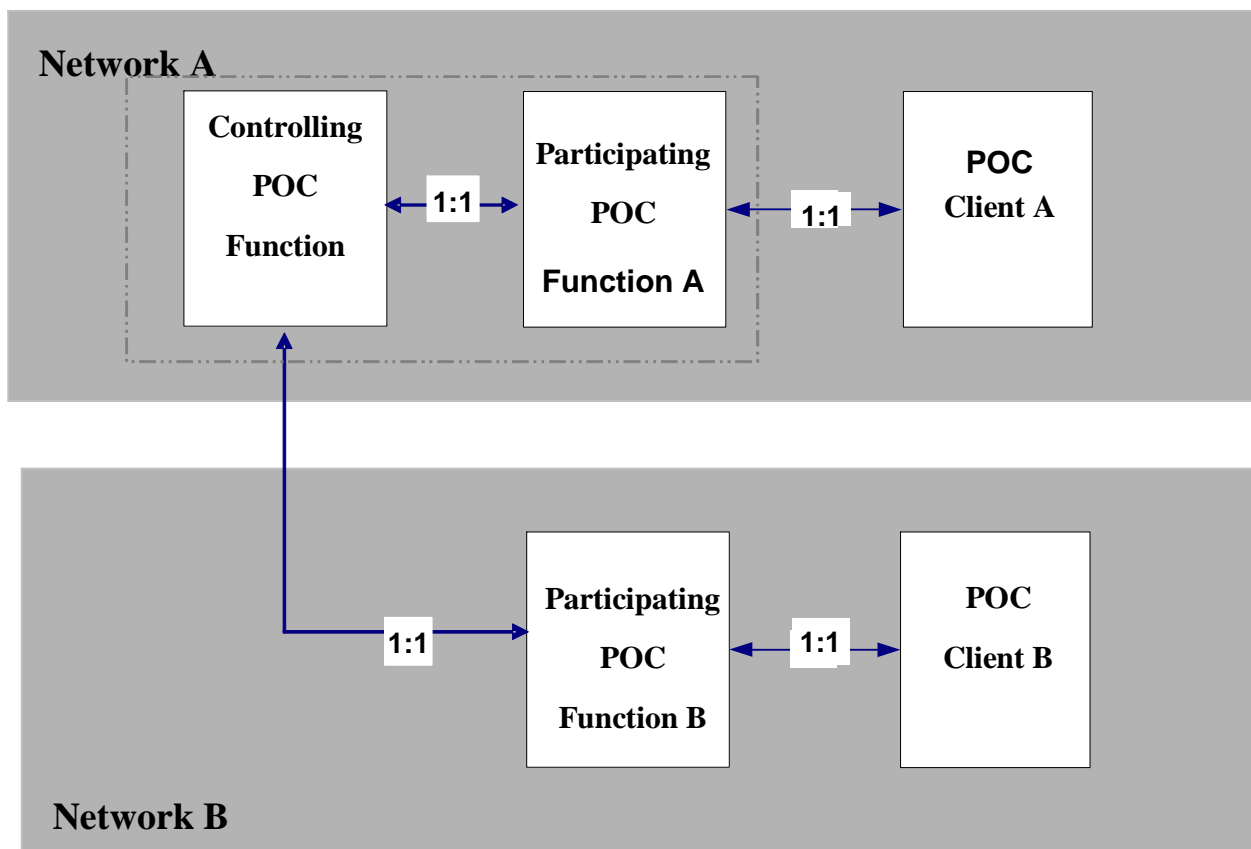 Network A
Controlling
POC
Function
1:1
Participating
POC
Function A
1:1
POC
Client A
1:1
Participating
POC
Function B
1:1
POC
Client B
Network B